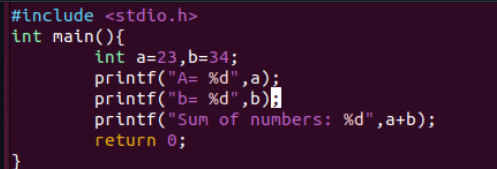 #include <stdio.h>
int main(){
        int a=23,b=34;
        printf("A= %d",a);
        printf("b= %d",b);
        printf("Sum of numbers: %d",a+b);
        return 0;
}